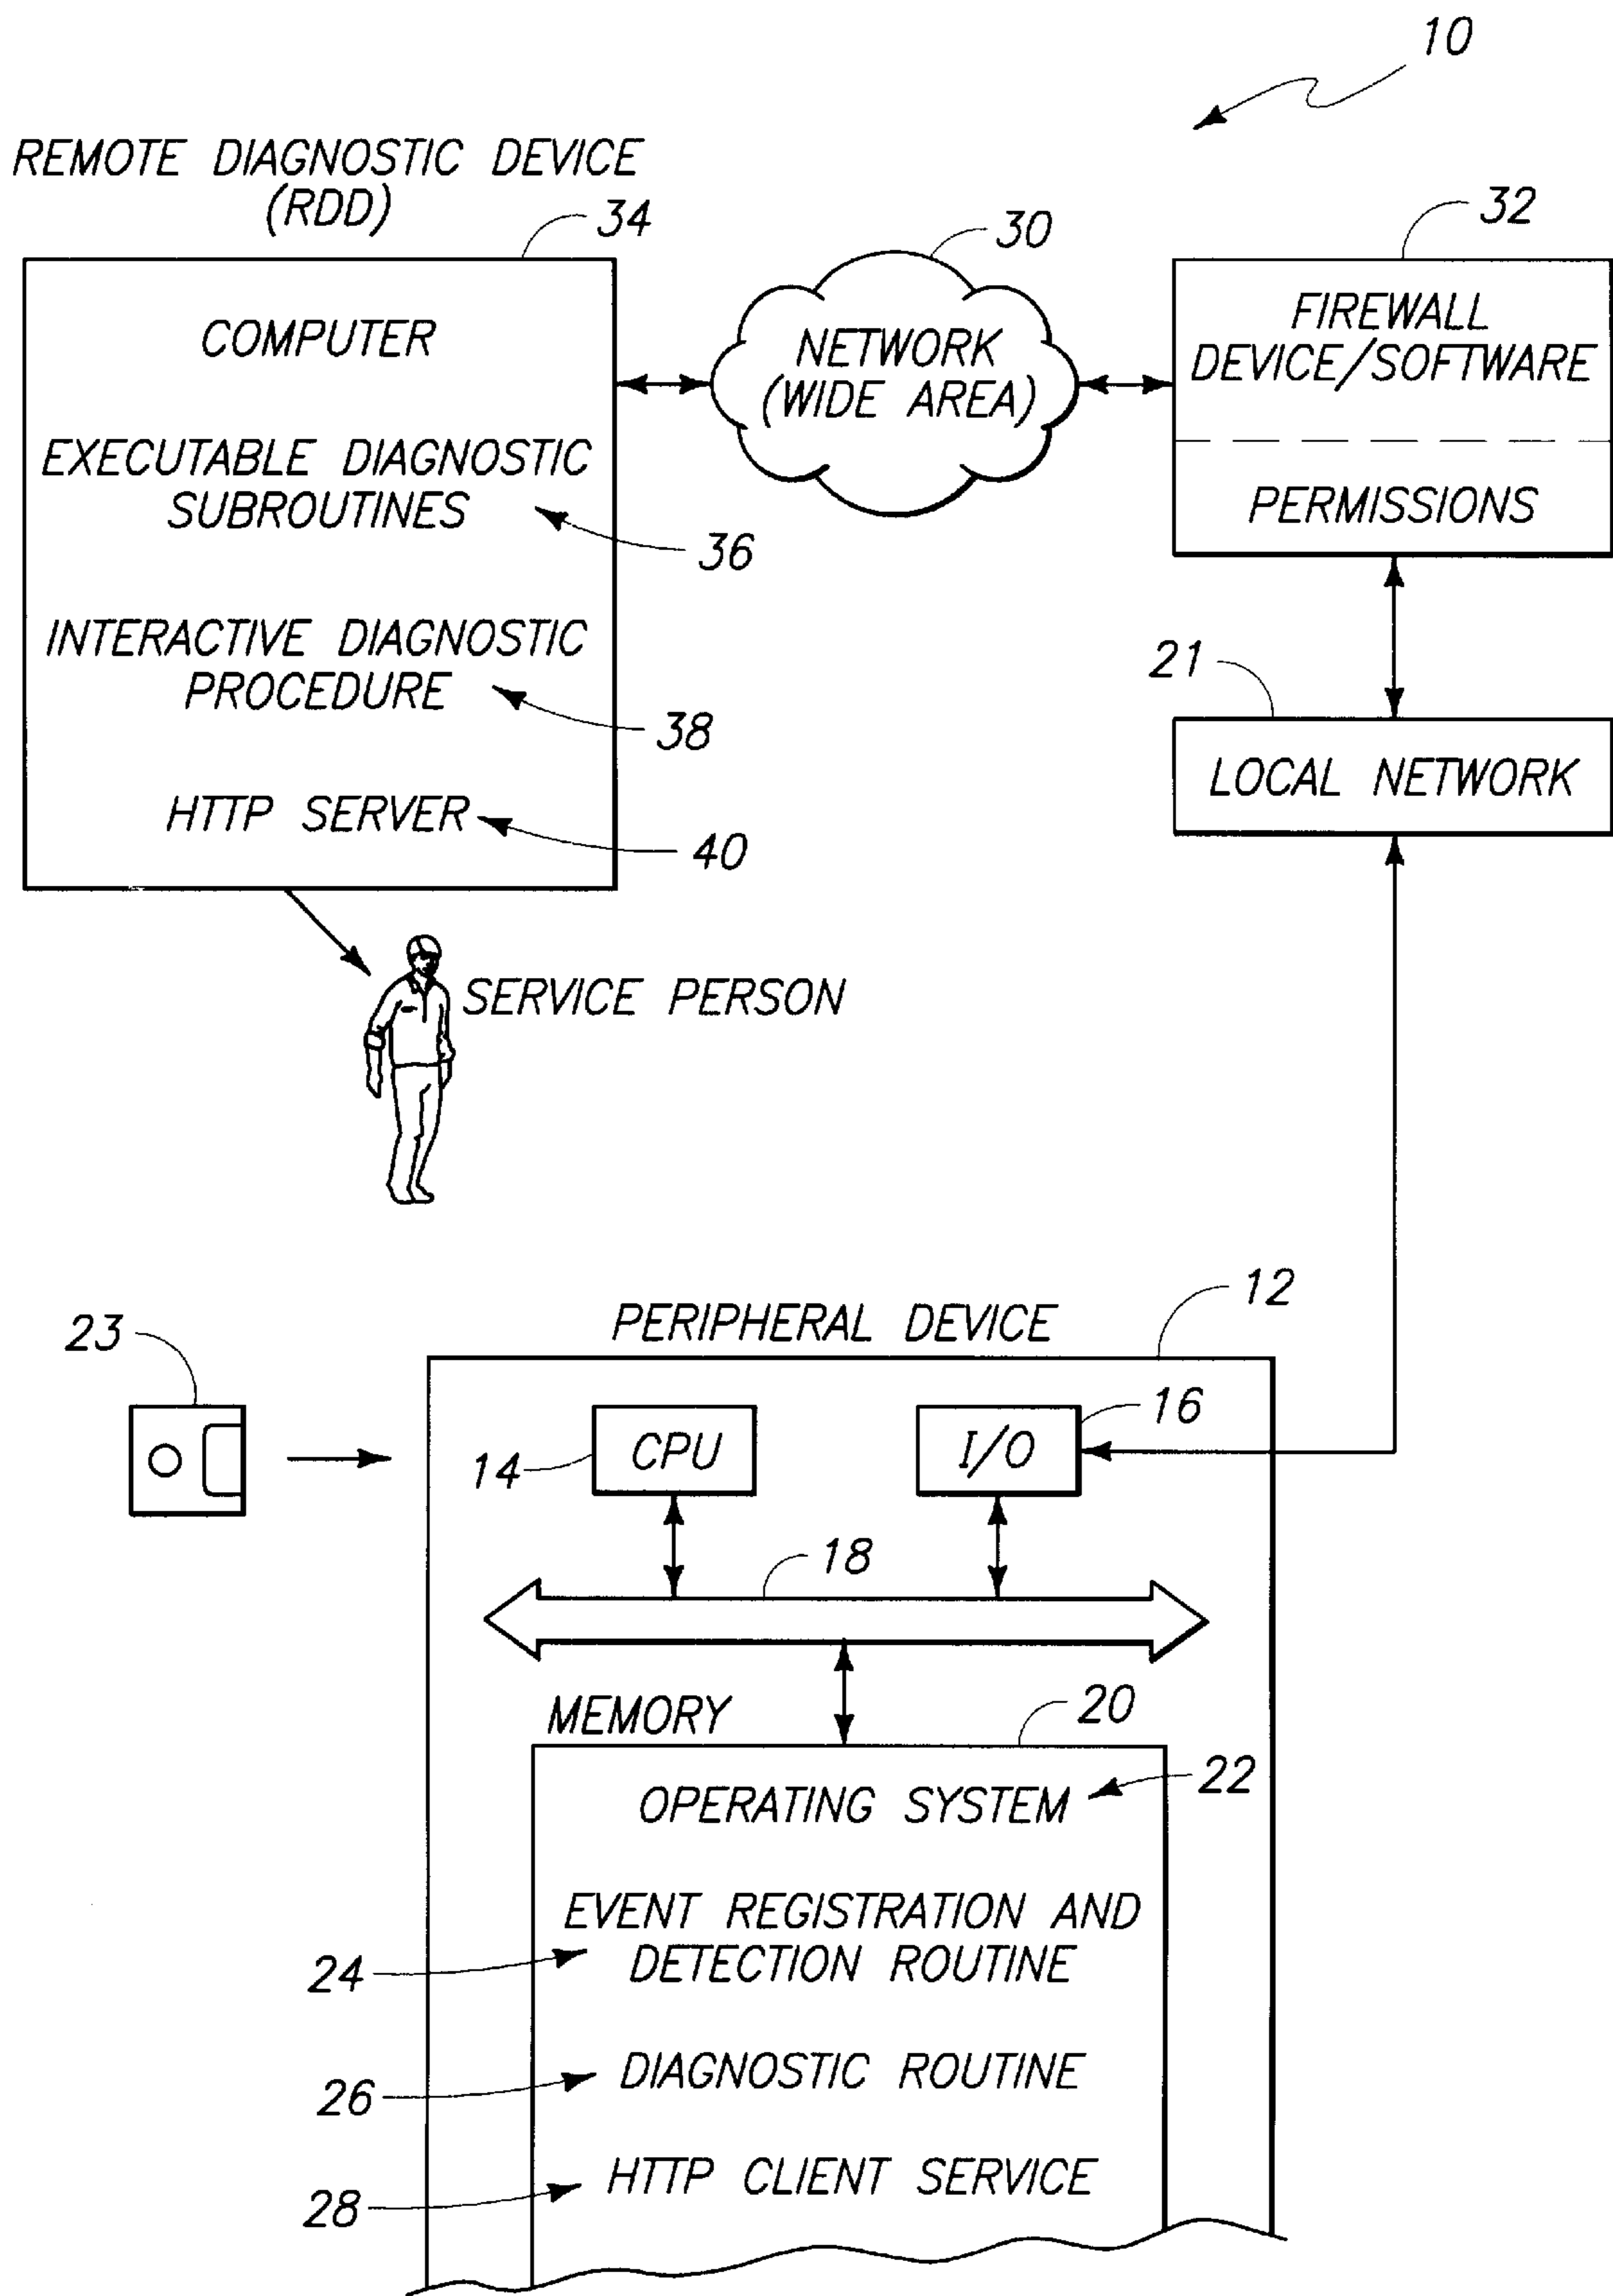 10
REMOTE DIAGNOSTIC DEVICE
(RDD)
34
COMPUTER
EXECUTABLE DIAGNOSTIC
SUBROUTINES
36
INTERACTIVE DIAGNOSTIC
PROCEDURE
38
HTTP SERVER
40
30
NETWORK
(WIDE AREA)
32
FIREWALL
DEVICE/SOFTWARE
PERMISSIONS
21
LOCAL NETWORK
SERVICE PERSON
23
PERIPHERAL DEVICE
12
14
CPU
I/O
16
18
MEMORY
20
OPERATING SYSTEM
22
EVENT REGISTRATION AND
DETECTION ROUTINE
24
DIAGNOSTIC ROUTINE
26
HTTP CLIENT SERVICE
28